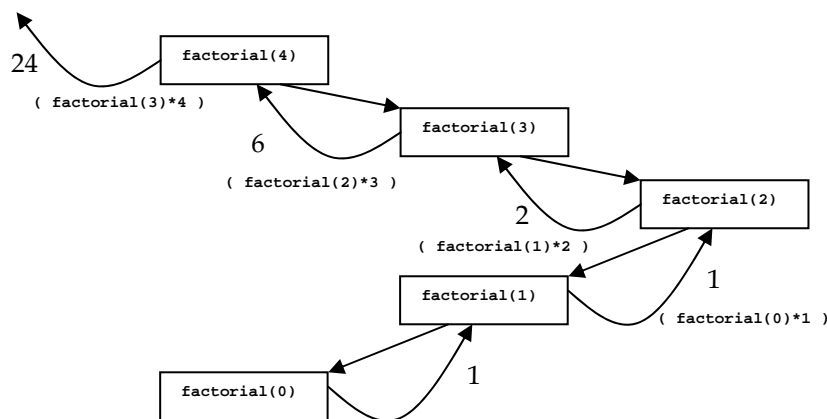 factorial(4)
24
( factorial(3)*4 )
factorial(3)
6
( factorial(2)*3 )
factorial(2)
2
( factorial(1)*2 )
1
factorial(1)
( factorial(0)*1 )
factorial(0)
1